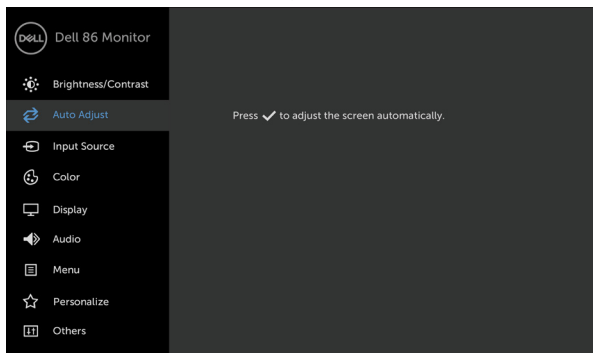 DELL
Dell 86 Monitor
Brightness/Contrast
Auto Adjust
Press ✓ to adjust the screen automatically.
Input Source
Color
Display
Audio
Menu
Personalize
Others